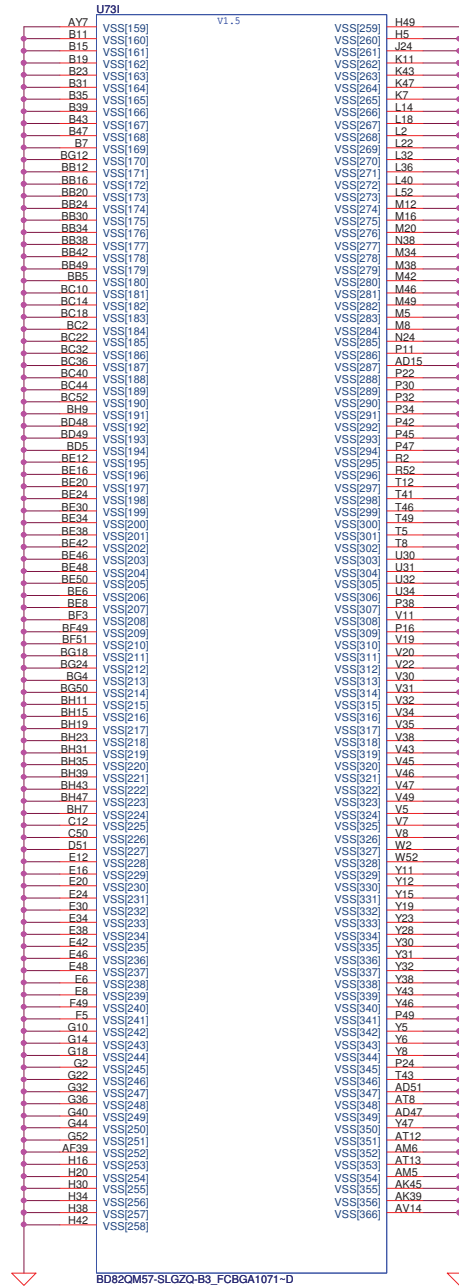 U73I
V1.5
AY7 VSS[159] VSS[259] H49
B11 VSS[160] VSS[260] H5
B15 VSS[161] VSS[261] J24
B19 VSS[162] VSS[262] K11
B23 VSS[163] VSS[263] K43
B31 VSS[164] VSS[264] K47
B35 VSS[165] VSS[265] K7
B39 VSS[166] VSS[266] L14
B43 VSS[167] VSS[267] L18
B47 VSS[168] VSS[268] L2
B7 VSS[169] VSS[269] L22
BG12 VSS[170] VSS[270] L32
BB12 VSS[171] VSS[271] L36
BB16 VSS[172] VSS[272] L40
BB20 VSS[173] VSS[273] L52
BB24 VSS[174] VSS[274] M12
BB30 VSS[175] VSS[275] M16
BB34 VSS[176] VSS[276] M20
BB38 VSS[177] VSS[277] N38
BB42 VSS[178] VSS[278] M34
BB49 VSS[179] VSS[279] M38
BB5 VSS[180] VSS[280] M42
BC10 VSS[181] VSS[281] M46
BC14 VSS[182] VSS[282] M49
BC18 VSS[183] VSS[283] M5
BC2 VSS[184] VSS[284] M8
BC22 VSS[185] VSS[285] N24
BC32 VSS[186] VSS[286] P11
BC36 VSS[187] VSS[287] AD15
BC40 VSS[188] VSS[288] P22
BC44 VSS[189] VSS[289] P30
BC52 VSS[190] VSS[290] P32
BH9 VSS[191] VSS[291] P34
BD48 VSS[192] VSS[292] P42
BD49 VSS[193] VSS[293] P45
BD5 VSS[194] VSS[294] P47
BE12 VSS[195] VSS[295] R2
BE16 VSS[196] VSS[296] R52
BE20 VSS[197] VSS[297] T12
BE24 VSS[198] VSS[298] T41
BE30 VSS[199] VSS[299] T46
BE34 VSS[200] VSS[300] T49
BE38 VSS[201] VSS[301] T5
BE42 VSS[202] VSS[302] T8
BE46 VSS[203] VSS[303] U30
BE48 VSS[204] VSS[304] U31
BE50 VSS[205] VSS[305] U32
BE6 VSS[206] VSS[306] U34
BE8 VSS[207] VSS[307] P38
BF3 VSS[208] VSS[308] V11
BF49 VSS[209] VSS[309] P16
BF51 VSS[210] VSS[310] V19
BG18 VSS[211] VSS[311] V20
BG24 VSS[212] VSS[312] V22
BG4 VSS[213] VSS[313] V30
BG50 VSS[214] VSS[314] V31
BH11 VSS[215] VSS[315] V32
BH15 VSS[216] VSS[316] V34
BH19 VSS[217] VSS[317] V35
BH23 VSS[218] VSS[318] V38
BH31 VSS[219] VSS[319] V43
BH35 VSS[220] VSS[320] V45
BH39 VSS[221] VSS[321] V46
BH43 VSS[222] VSS[322] V47
BH47 VSS[223] VSS[323] V49
BH7 VSS[224] VSS[324] V5
C12 VSS[225] VSS[325] V7
C50 VSS[226] VSS[326] V8
D51 VSS[227] VSS[327] W2
E12 VSS[228] VSS[328] W52
E16 VSS[229] VSS[329] Y11
E20 VSS[230] VSS[330] Y12
E24 VSS[231] VSS[331] Y15
E30 VSS[232] VSS[332] Y19
E34 VSS[233] VSS[333] Y23
E38 VSS[234] VSS[334] Y28
E42 VSS[235] VSS[335] Y30
E46 VSS[236] VSS[336] Y31
E48 VSS[237] VSS[337] Y32
E6 VSS[238] VSS[338] Y38
E8 VSS[239] VSS[339] Y43
F49 VSS[240] VSS[340] Y46
F5 VSS[241] VSS[341] P49
G10 VSS[242] VSS[342] Y5
G14 VSS[243] VSS[343] Y6
G18 VSS[244] VSS[344] Y8
G2 VSS[245] VSS[345] P24
G22 VSS[246] VSS[346] T43
G32 VSS[247] VSS[347] AD51
G36 VSS[248] VSS[348] AT8
G40 VSS[249] VSS[349] AD47
G44 VSS[250] VSS[350] Y47
G52 VSS[251] VSS[351] AT12
AF39 VSS[252] VSS[352] AM6
H16 VSS[253] VSS[353] AT13
H20 VSS[254] VSS[354] AM5
H30 VSS[255] VSS[355] AK45
H34 VSS[256] VSS[356] AK39
H38 VSS[257] VSS[366] AV14
H42 VSS[258]
BD82QM57-SLGZQ-B3_FCBGA1071~D